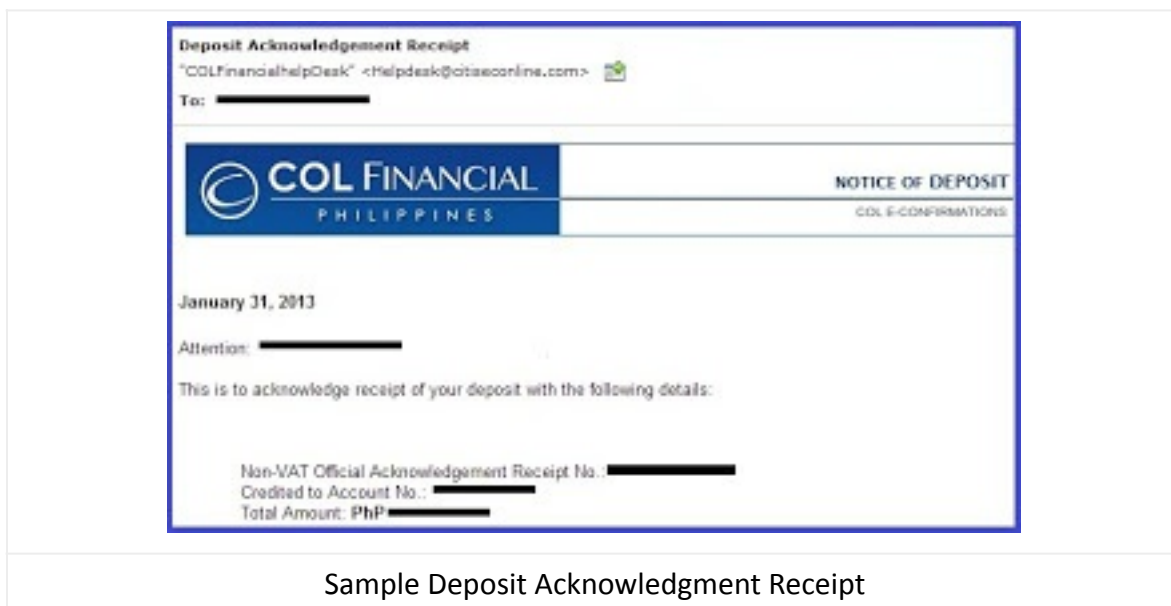 Deposit Acknowledgement Receipt
"COLFinancialhelpDesk" <Helpdesk@citiseconline.com>
To:
COL FINANCIAL
PHILIPPINES
NOTICE OF DEPOSIT
COL E-CONFIRMATIONS
January 31, 2013
Attention:
This is to acknowledge receipt of your deposit with the following details:
Non-VAT Official Acknowledgement Receipt No.:
Credited to Account No.:
Total Amount: PhP
Sample Deposit Acknowledgment Receipt